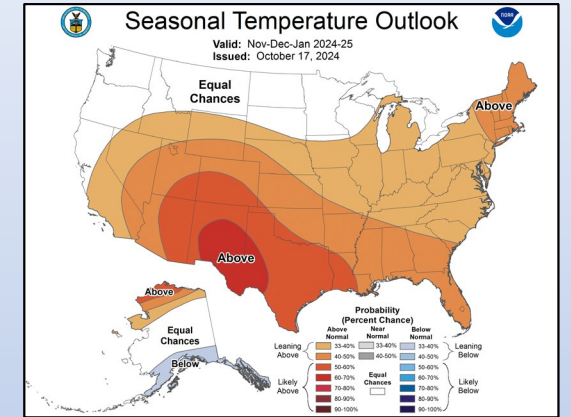 Seasonal Temperature Outlook
Valid: Nov-Dec-Jan 2024-25
Issued: October 17, 2024
NOAA
Equal
Chances
Above
Above
Above
Equal
Chances
Below
Probability
(Percent Chance)
Above
Normal
Near
Normal
Below
Normal
Leaning
Above
33-40%
40-50%
33-40%
40-50%
33-40%
40-50%
Leaning
Below
Likely
Above
50-60%
60-70%
70-80%
80-90%
90-100%
Equal
Chances
50-60%
60-70%
70-80%
80-90%
90-100%
Likely
Below